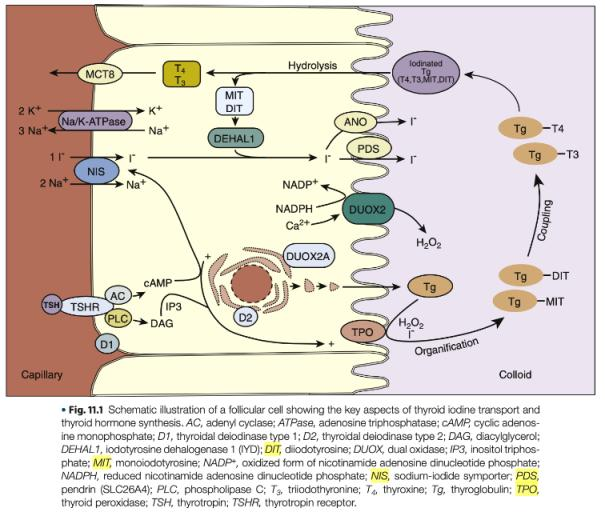 MCT8
T4
T3
Hydrolysis
Iodinated
Tg
(T4,T3,MIT,DIT)
MIT
DIT
2 K+
K+
Na/K-ATPase
3 Na+
Na+
DEHAL1
ANO
I-
Tg
T4
PDS
Tg
T3
1 I-
I-
I-
I-
NIS
2 Na+
Na+
NADP+
NADPH
Ca2+
DUOX2
H2O2
Coupling
DUOX2A
+
cAMP
AC
TSH
TSHR
IP3
PLC
DAG
D2
Tg
Tg
DIT
Tg
MIT
D1
+
TPO
H2O2
I-
Organification
Capillary
Colloid
• Fig. 11.1 Schematic illustration of a follicular cell showing the key aspects of thyroid iodine transport and
thyroid hormone synthesis. AC, adenyl cyclase; ATPase, adenosine triphosphatase; cAMP, cyclic adenos-
ine monophosphate; D1, thyroidal deiodinase type 1; D2, thyroidal deiodinase type 2; DAG, diacylglycerol;
DEHAL1, iodotyrosine dehalogenase 1 (IYD); DIT, diiodotyrosine; DUOX, dual oxidase; IP3, inositol triphos-
phate; MIT, monoiodotyrosine; NADP+, oxidized form of nicotinamide adenosine dinucleotide phosphate;
NADPH, reduced nicotinamide adenosine dinucleotide phosphate; NIS, sodium-iodide symporter; PDS,
pendrin (SLC26A4); PLC, phospholipase C; T3, triiodothyronine; T4, thyroxine; Tg, thyroglobulin; TPO,
thyroid peroxidase; TSH, thyrotropin; TSHR, thyrotropin receptor.